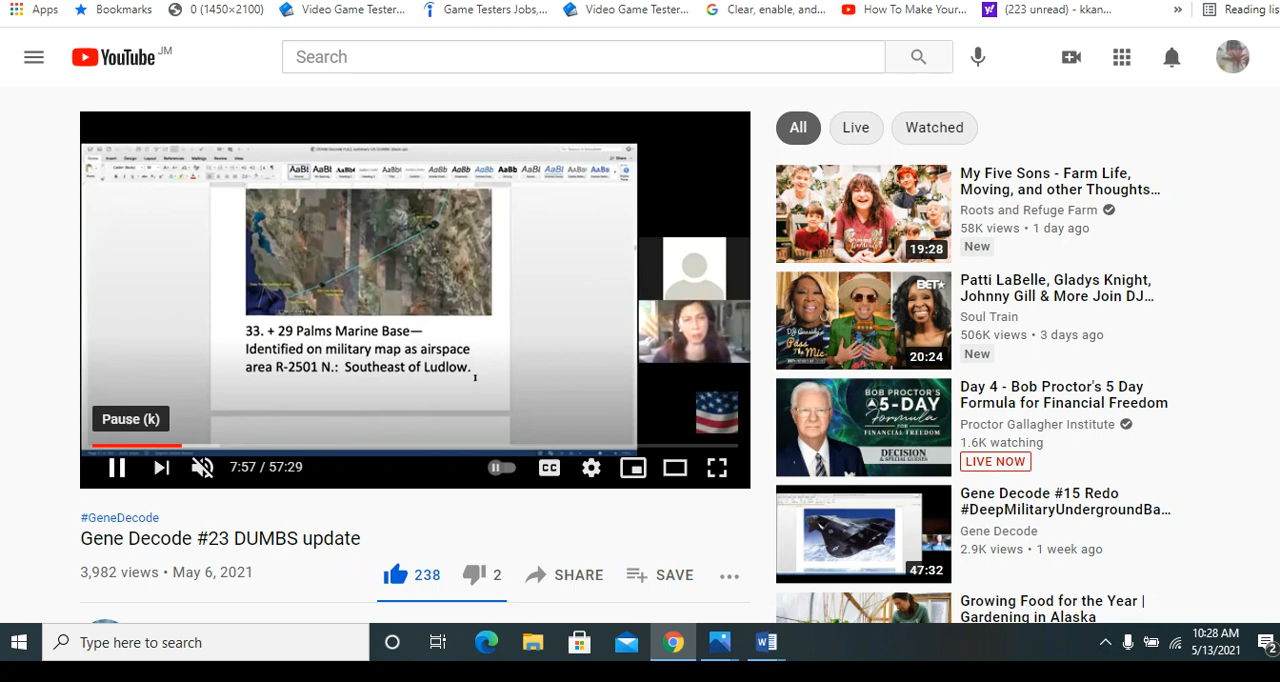 Apps
Bookmarks
0 (1450×2100)
Video Game Tester...
Game Testers Jobs,...
Video Game Tester...
Clear, enable, and...
How To Make Your...
(223 unread) - kkan...
»
Reading lis
YouTube JM
Search
All
Live
Watched
33. + 29 Palms Marine Base—
Identified on military map as airspace
area R-2501 N.: Southeast of Ludlow.
Pause (k)
7:57 / 57:29
CC
#GeneDecode
Gene Decode #23 DUMBS update
3,982 views • May 6, 2021
238
2
SHARE
SAVE
19:28
My Five Sons - Farm Life,
Moving, and other Thoughts...
Roots and Refuge Farm
58K views • 1 day ago
New
BET
Pass
The Mic
20:24
Patti LaBelle, Gladys Knight,
Johnny Gill & More Join DJ...
Soul Train
506K views • 3 days ago
New
BOB PROCTOR'S
5-DAY
FORMULA
FOR
FINANCIAL FREEDOM
DECISION
& SPECIAL GUESTS
Day 4 - Bob Proctor's 5 Day
Formula for Financial Freedom
Proctor Gallagher Institute
1.6K watching
LIVE NOW
47:32
Gene Decode #15 Redo
#DeepMilitaryUndergroundBa...
Gene Decode
2.9K views • 1 week ago
Growing Food for the Year |
Gardening in Alaska
Type here to search
10:28 AM
5/13/2021
2